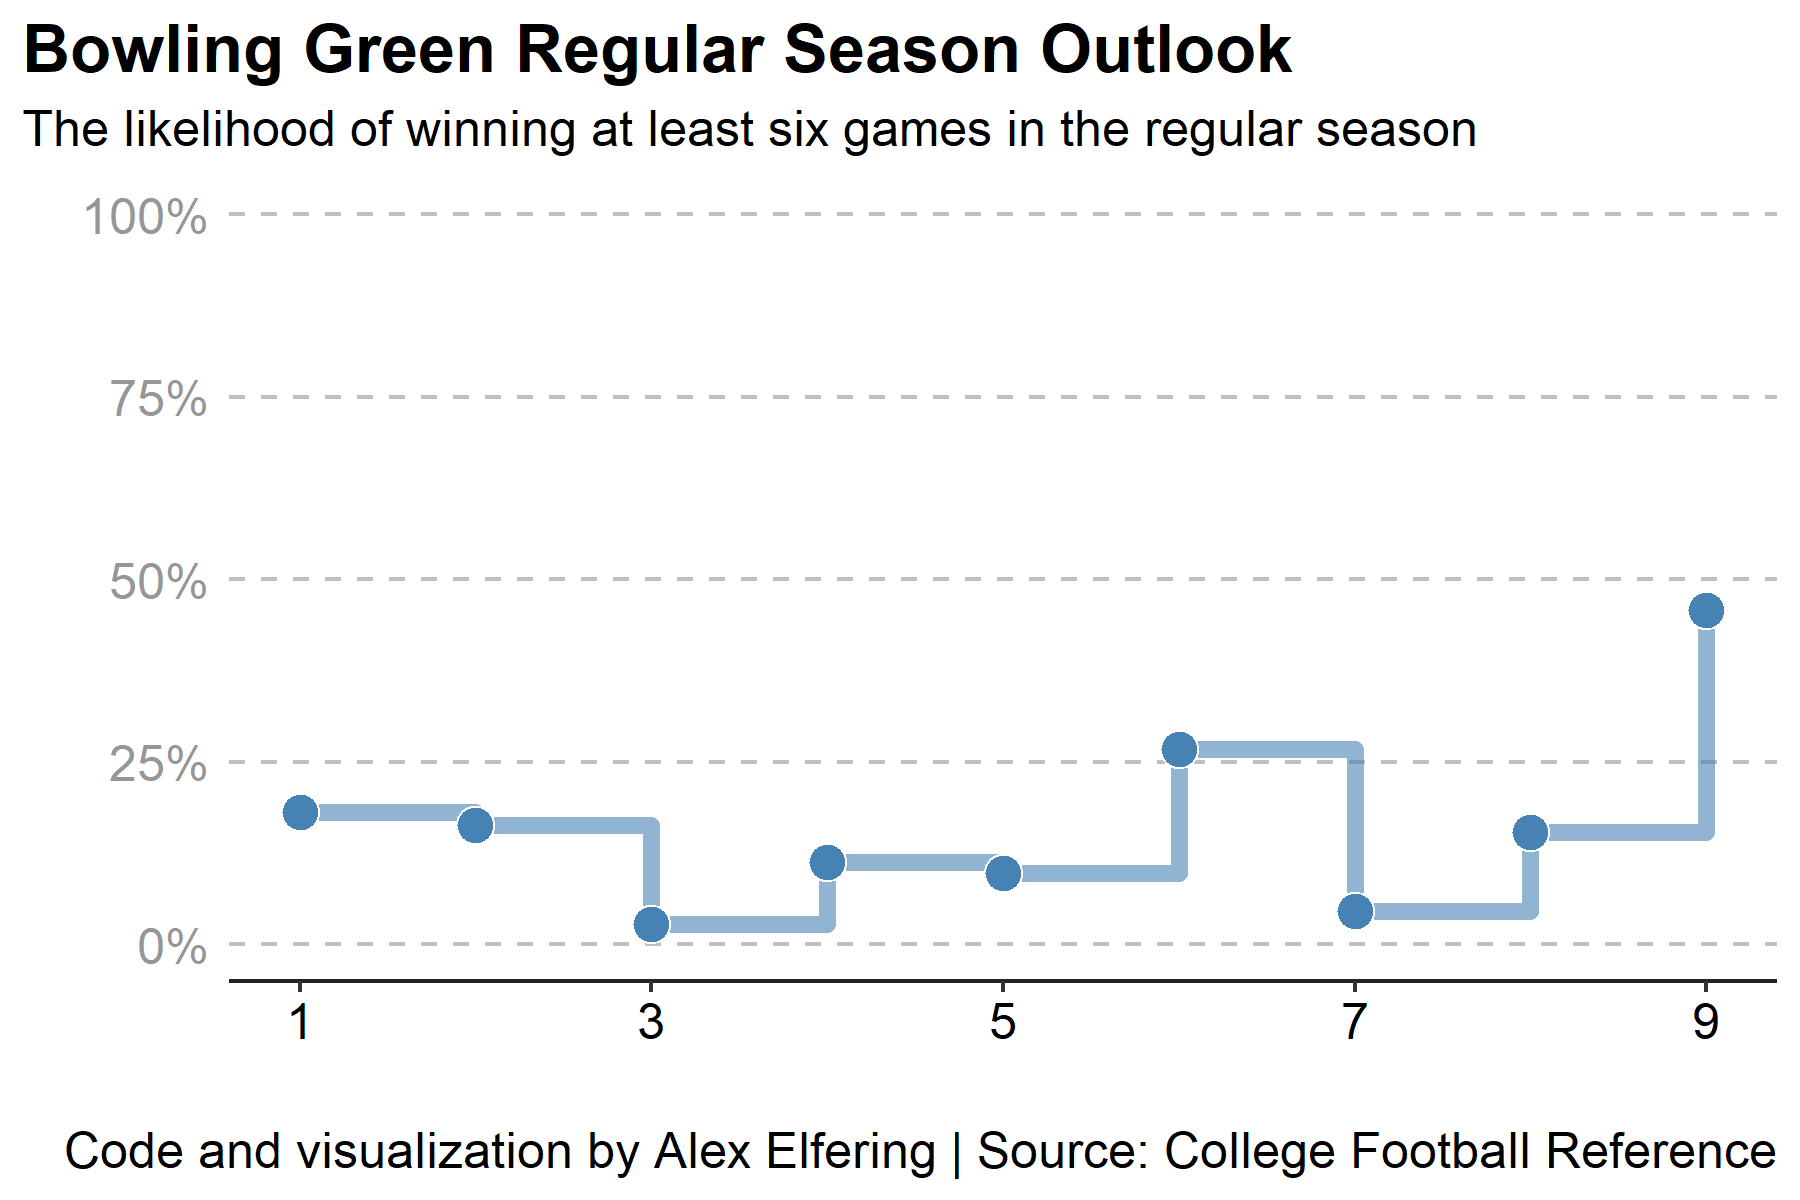 Bowling Green Regular Season Outlook
The likelihood of winning at least six games in the regular season
100%
75%
50%
25%
0%
1 3 5 7 9
Code and visualization by Alex Elfering | Source: College Football Reference